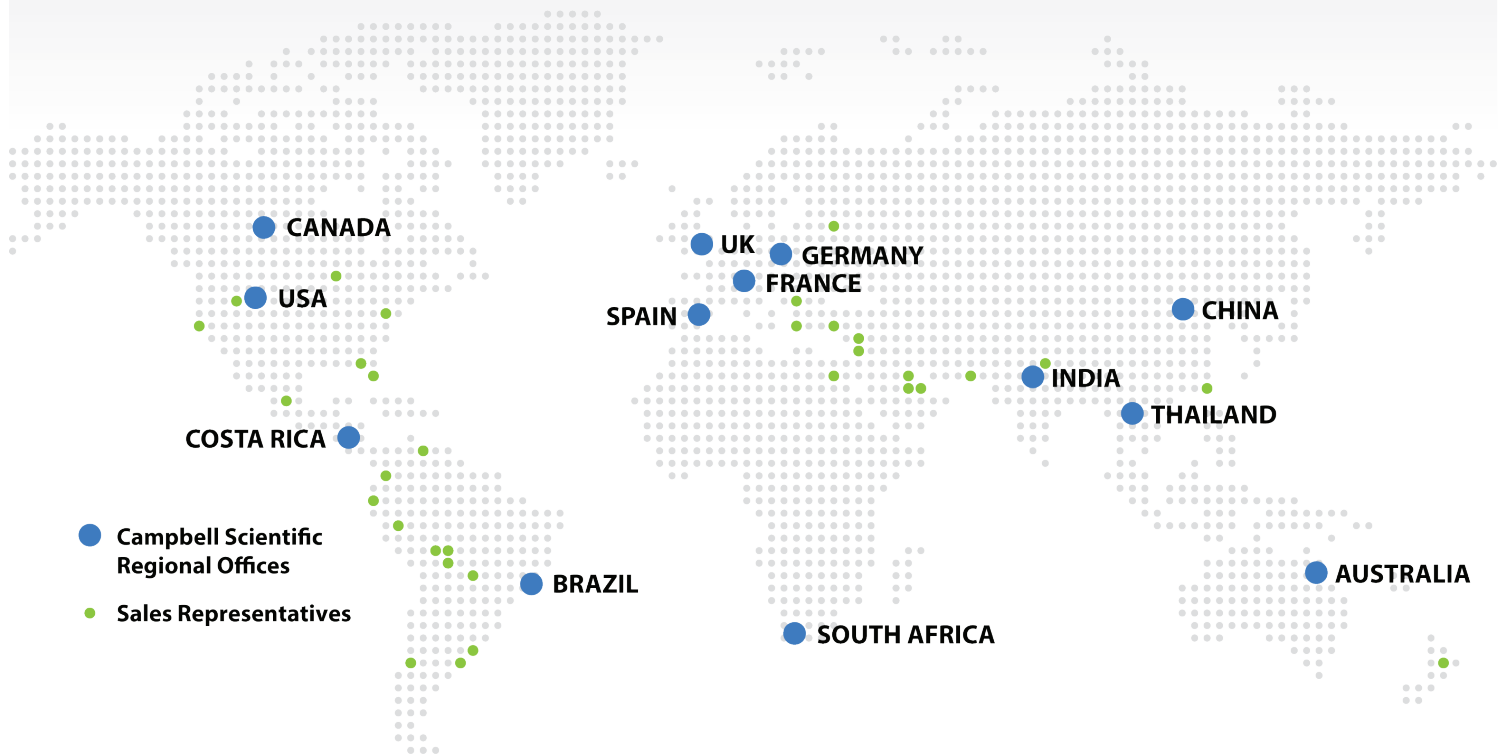 CANADA
UK
GERMANY
FRANCE
USA
SPAIN
CHINA
INDIA
THAILAND
COSTA RICA
Campbell Scientific
Regional Offices
BRAZIL
AUSTRALIA
Sales Representatives
SOUTH AFRICA